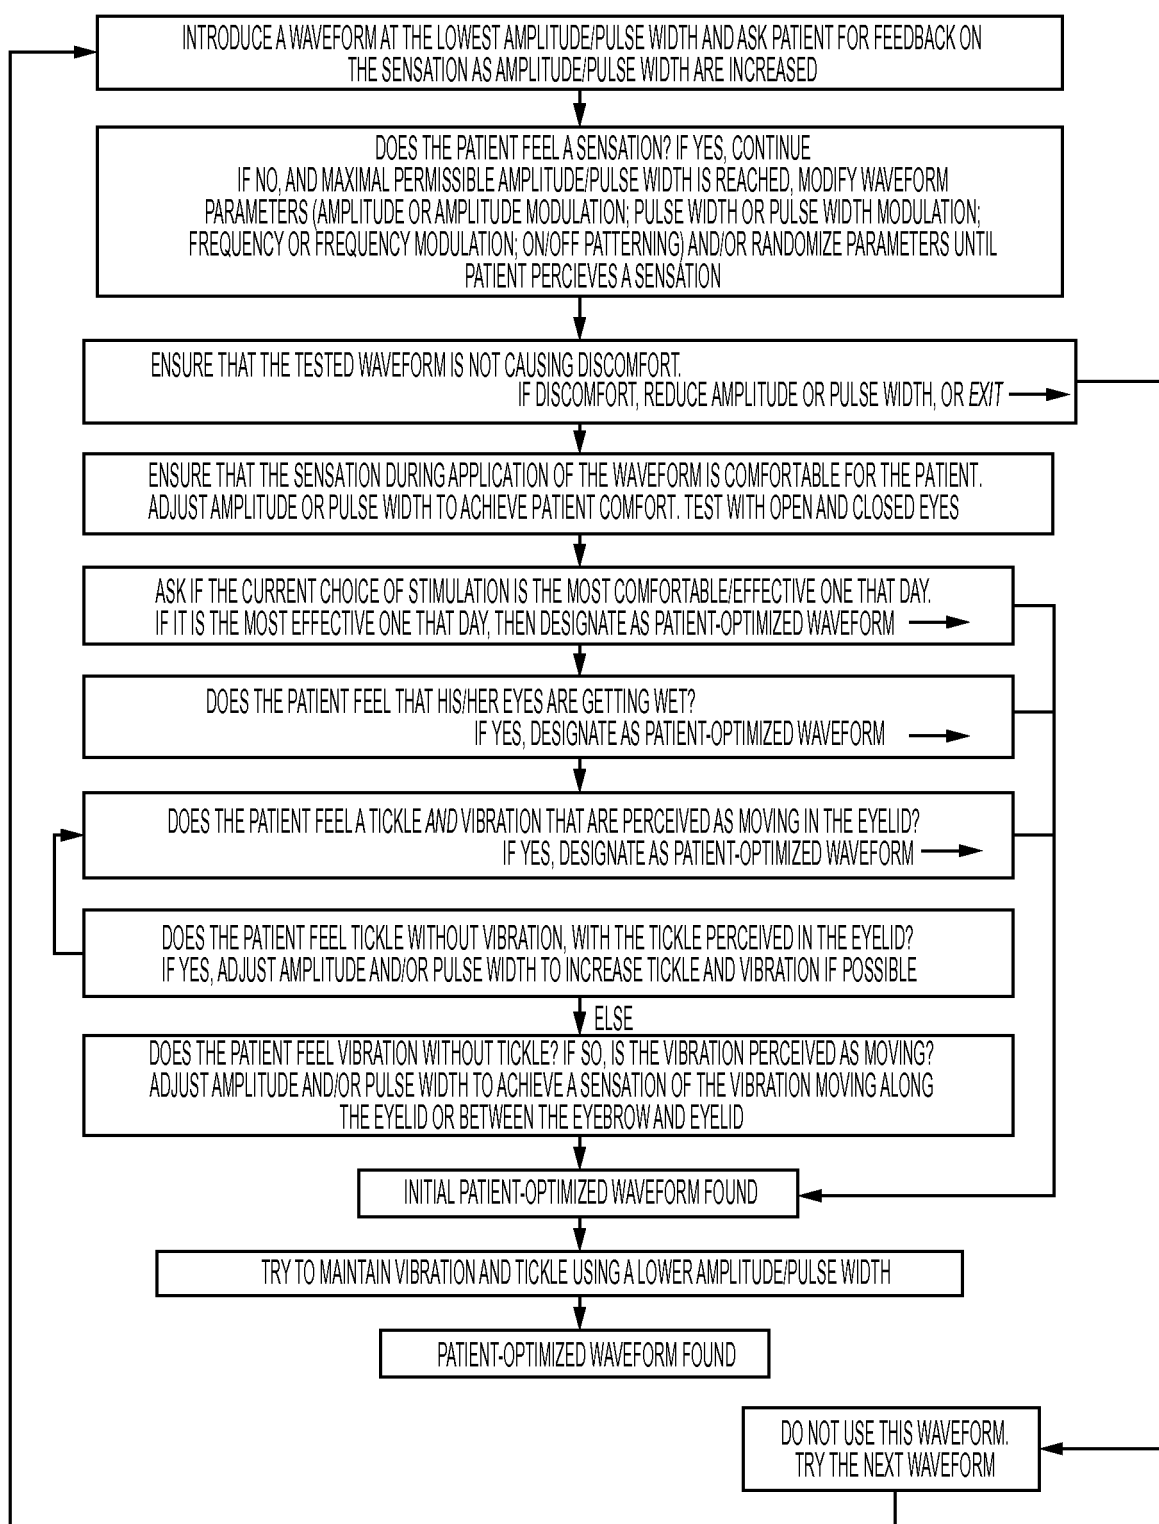 INTRODUCE A WAVEFORM AT THE LOWEST AMPLITUDE/PULSE WIDTH AND ASK PATIENT FOR FEEDBACK ON
THE SENSATION AS AMPLITUDE/PULSE WIDTH ARE INCREASED
DOES THE PATIENT FEEL A SENSATION? IF YES, CONTINUE
IF NO, AND MAXIMAL PERMISSIBLE AMPLITUDE/PULSE WIDTH IS REACHED, MODIFY WAVEFORM
PARAMETERS (AMPLITUDE OR AMPLITUDE MODULATION; PULSE WIDTH OR PULSE WIDTH MODULATION;
FREQUENCY OR FREQUENCY MODULATION; ON/OFF PATTERNING) AND/OR RANDOMIZE PARAMETERS UNTIL
PATIENT PERCIEVES A SENSATION
ENSURE THAT THE TESTED WAVEFORM IS NOT CAUSING DISCOMFORT.
IF DISCOMFORT, REDUCE AMPLITUDE OR PULSE WIDTH, OR EXIT
ENSURE THAT THE SENSATION DURING APPLICATION OF THE WAVEFORM IS COMFORTABLE FOR THE PATIENT.
ADJUST AMPLITUDE OR PULSE WIDTH TO ACHIEVE PATIENT COMFORT. TEST WITH OPEN AND CLOSED EYES
ASK IF THE CURRENT CHOICE OF STIMULATION IS THE MOST COMFORTABLE/EFFECTIVE ONE THAT DAY.
IF IT IS THE MOST EFFECTIVE ONE THAT DAY, THEN DESIGNATE AS PATIENT-OPTIMIZED WAVEFORM
DOES THE PATIENT FEEL THAT HIS/HER EYES ARE GETTING WET?
IF YES, DESIGNATE AS PATIENT-OPTIMIZED WAVEFORM
DOES THE PATIENT FEEL A TICKLE AND VIBRATION THAT ARE PERCEIVED AS MOVING IN THE EYELID?
IF YES, DESIGNATE AS PATIENT-OPTIMIZED WAVEFORM
DOES THE PATIENT FEEL TICKLE WITHOUT VIBRATION, WITH THE TICKLE PERCEIVED IN THE EYELID?
IF YES, ADJUST AMPLITUDE AND/OR PULSE WIDTH TO INCREASE TICKLE AND VIBRATION IF POSSIBLE
ELSE
DOES THE PATIENT FEEL VIBRATION WITHOUT TICKLE? IF SO, IS THE VIBRATION PERCEIVED AS MOVING?
ADJUST AMPLITUDE AND/OR PULSE WIDTH TO ACHIEVE A SENSATION OF THE VIBRATION MOVING ALONG
THE EYELID OR BETWEEN THE EYEBROW AND EYELID
INITIAL PATIENT-OPTIMIZED WAVEFORM FOUND
TRY TO MAINTAIN VIBRATION AND TICKLE USING A LOWER AMPLITUDE/PULSE WIDTH
PATIENT-OPTIMIZED WAVEFORM FOUND
DO NOT USE THIS WAVEFORM.
TRY THE NEXT WAVEFORM